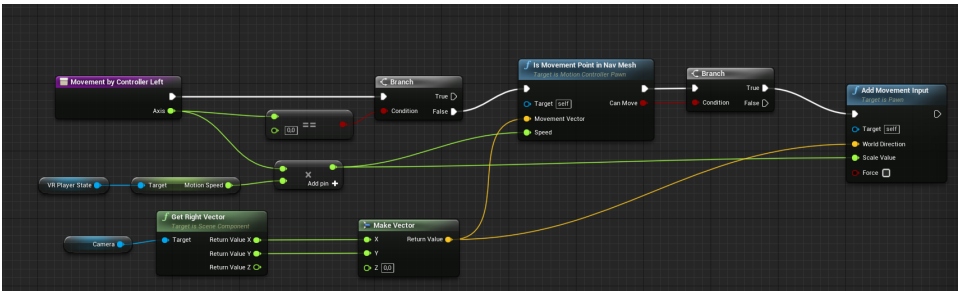 Movement by Controller Left
Axis
0,0
==
Branch
Condition
True
False
Is Movement Point in Nav Mesh
Target is Motion Controller Pawn
Target self
Movement Vector
Speed
Can Move
Branch
Condition
True
False
Add Movement Input
Target is Pawn
Target self
World Direction
Scale Value
Force
×
Add pin +
VR Player State
Target
Motion Speed
Camera
Get Right Vector
Target is Scene Component
Target
Return Value X
Return Value Y
Return Value Z
Make Vector
X
Y
Z 0,0
Return Value